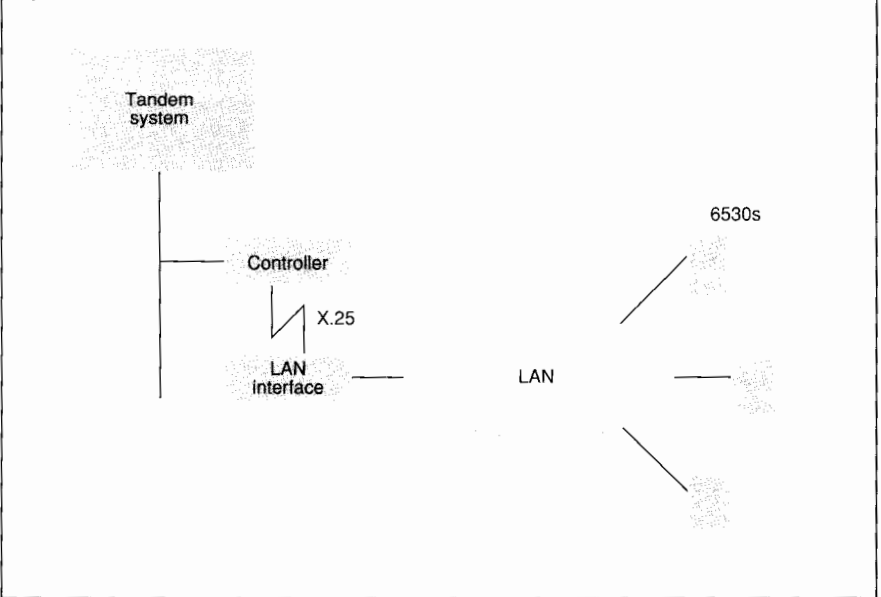 Tandem
system
6530s
Controller
X.25
LAN
interface
LAN